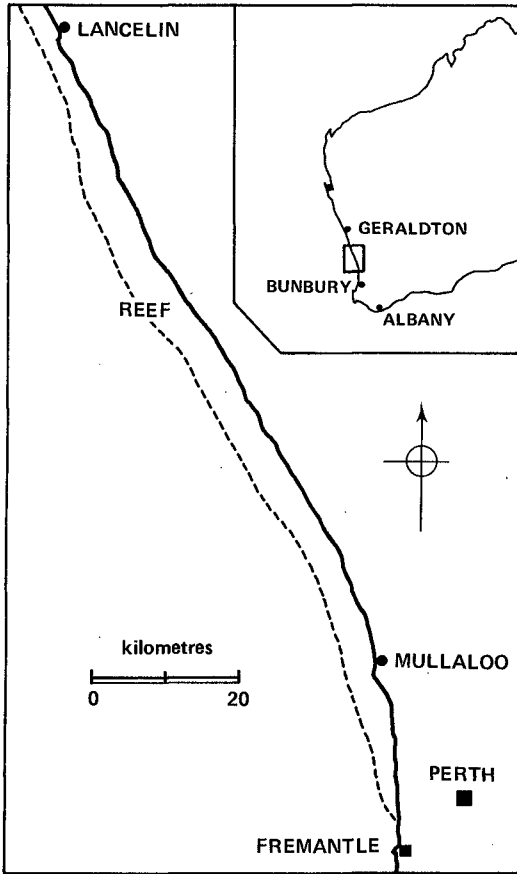 LANCELIN
GERALDTON
BUNBURY
ALBANY
REEF
kilometres
0 20
MULLALOO
PERTH
FREMANTLE